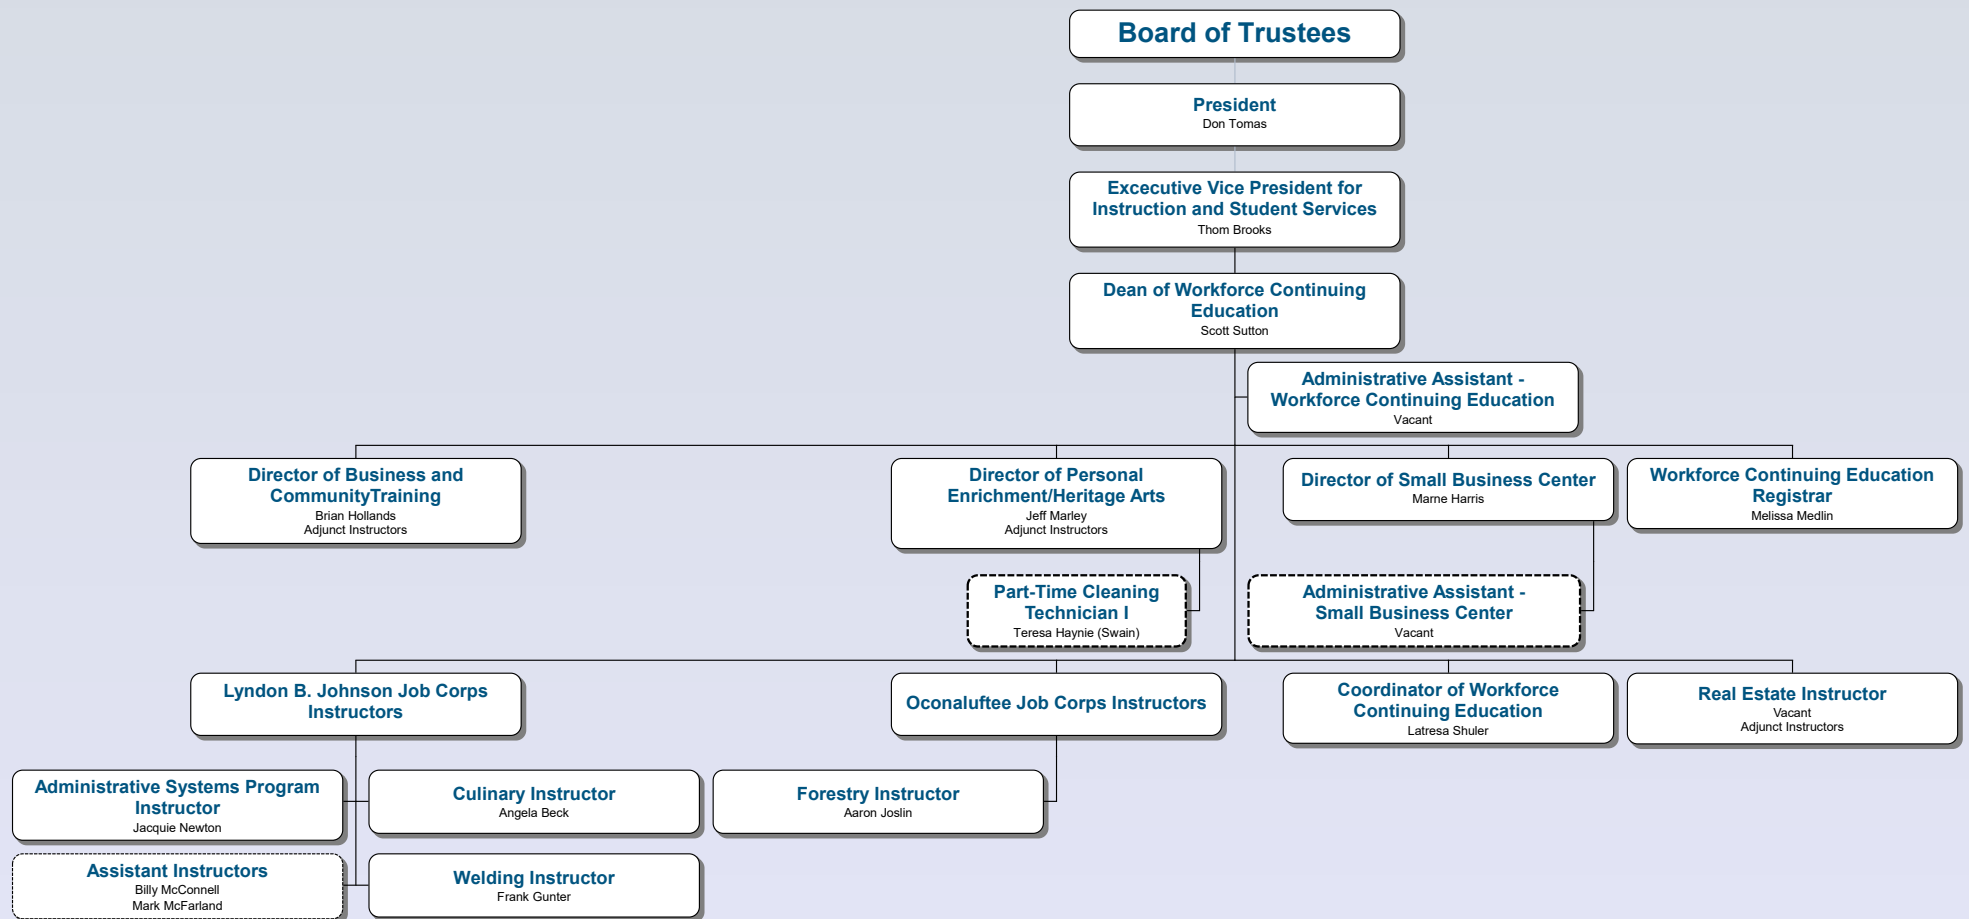 Board of Trustees
President
Don Tomas
Excecutive Vice President for
Instruction and Student Services
Thom Brooks
Dean of Workforce Continuing
Education
Scott Sutton
Administrative Assistant -
Workforce Continuing Education
Vacant
Director of Business and
CommunityTraining
Brian Hollands
Adjunct Instructors
Director of Personal
Enrichment/Heritage Arts
Jeff Marley
Adjunct Instructors
Director of Small Business Center
Marne Harris
Workforce Continuing Education
Registrar
Melissa Medlin
Part-Time Cleaning
Technician I
Teresa Haynie (Swain)
Administrative Assistant -
Small Business Center
Vacant
Lyndon B. Johnson Job Corps
Instructors
Oconaluftee Job Corps Instructors
Coordinator of Workforce
Continuing Education
Latresa Shuler
Real Estate Instructor
Vacant
Adjunct Instructors
Administrative Systems Program
Instructor
Jacquie Newton
Culinary Instructor
Angela Beck
Forestry Instructor
Aaron Joslin
Assistant Instructors
Billy McConnell
Mark McFarland
Welding Instructor
Frank Gunter